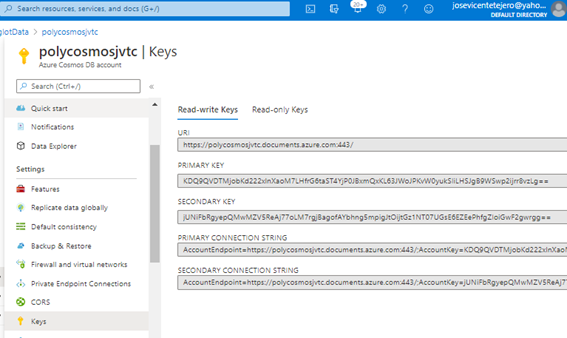 Search resources, services, and docs (G+/)
20+
josevicentetejero@yaho...
DEFAULT DIRECTORY
glotData > polycosmosjvtc
polycosmosjvtc | Keys
Azure Cosmos DB account
Search (Ctrl+/)
Quick start
Notifications
Data Explorer
Settings
Features
Replicate data globally
Default consistency
Backup & Restore
Firewall and virtual networks
Private Endpoint Connections
CORS
Keys
Read-write Keys
Read-only Keys
URI
https://polycosmosjvtc.documents.azure.com:443/
PRIMARY KEY
SECONDARY KEY
PRIMARY CONNECTION STRING
AccountEndpoint=https://polycosmosjvtc.documents.azure.com:443/;AccountKey=
SECONDARY CONNECTION STRING
AccountEndpoint=https://polycosmosjvtc.documents.azure.com:443/;AccountKey=